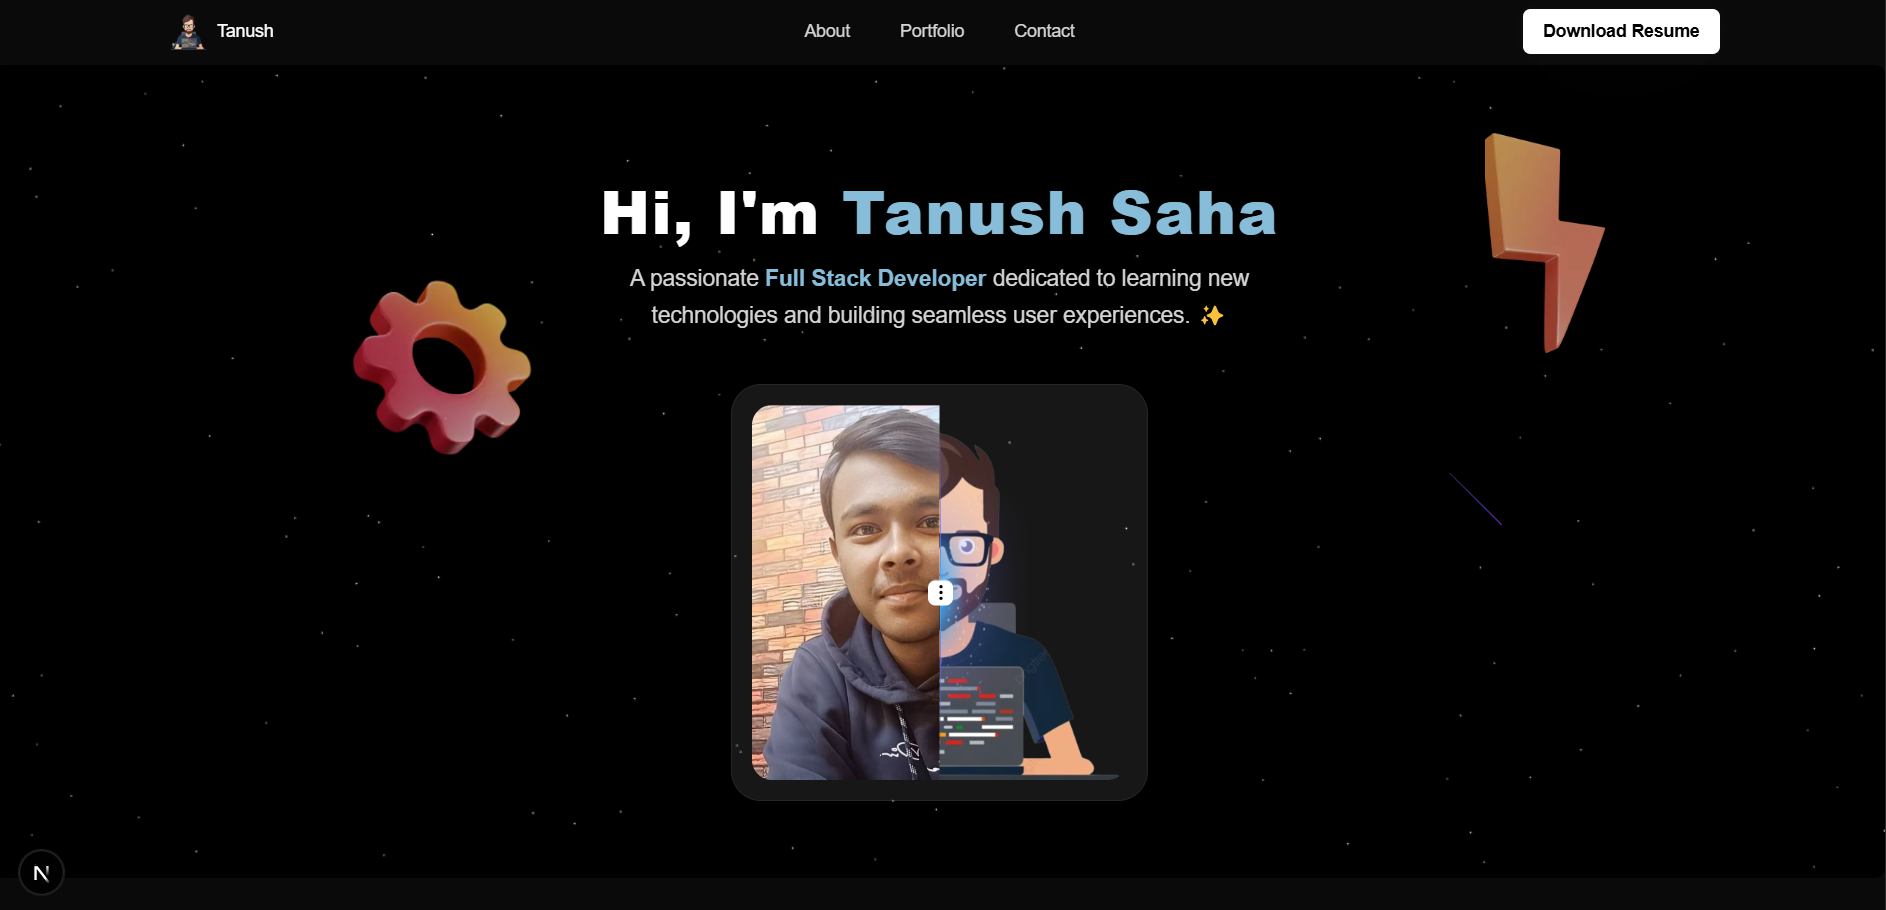 Tanush
About
Portfolio
Contact
Download Resume
Hi, I'm Tanush Saha
A passionate Full Stack Developer dedicated to learning new
technologies and building seamless user experiences. ✨
N